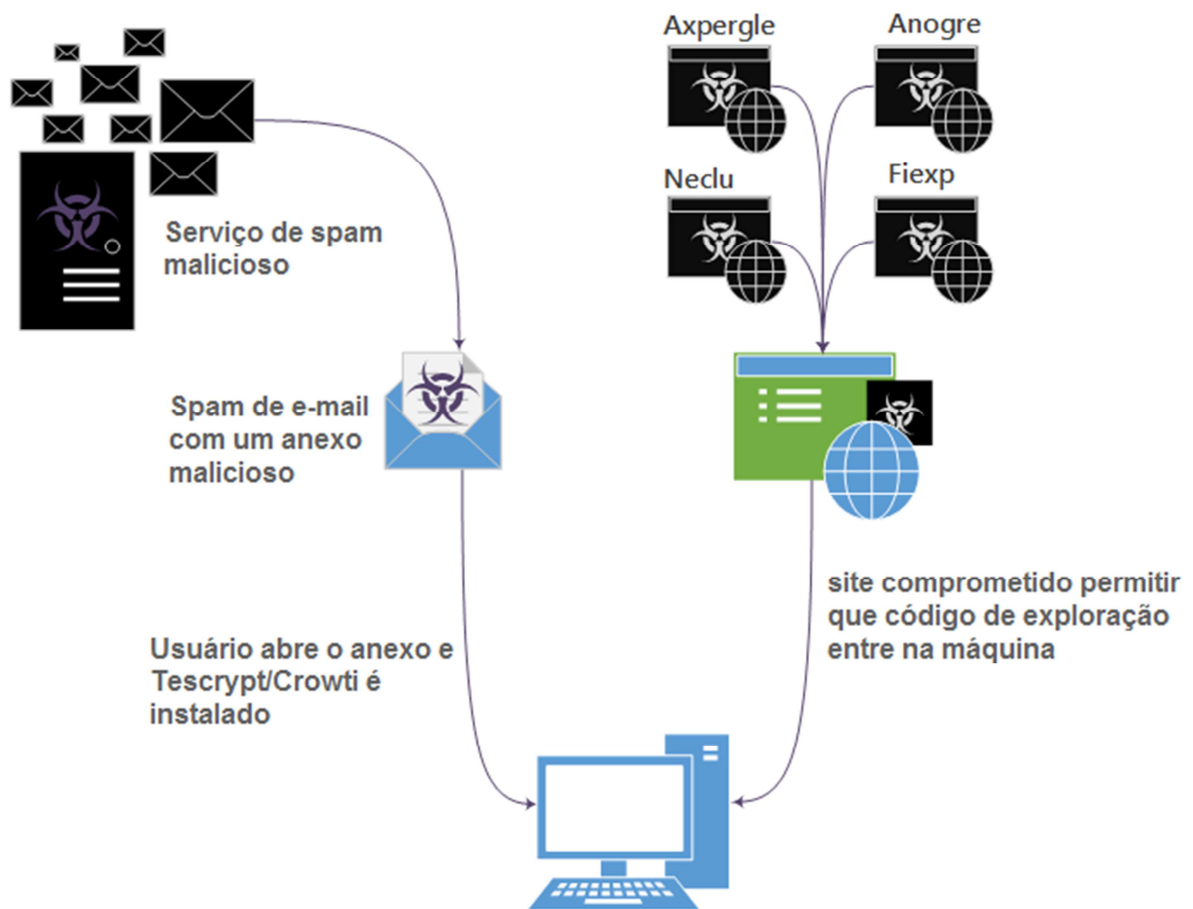 Axpergle
Anogre
Neclu
Fiexp
Serviço de spam
malicioso
Spam de e-mail
com um anexo
malicioso
site comprometido permitir
que código de exploração
entre na máquina
Usuário abre o anexo e
Tescrypt/Crowti é
instalado